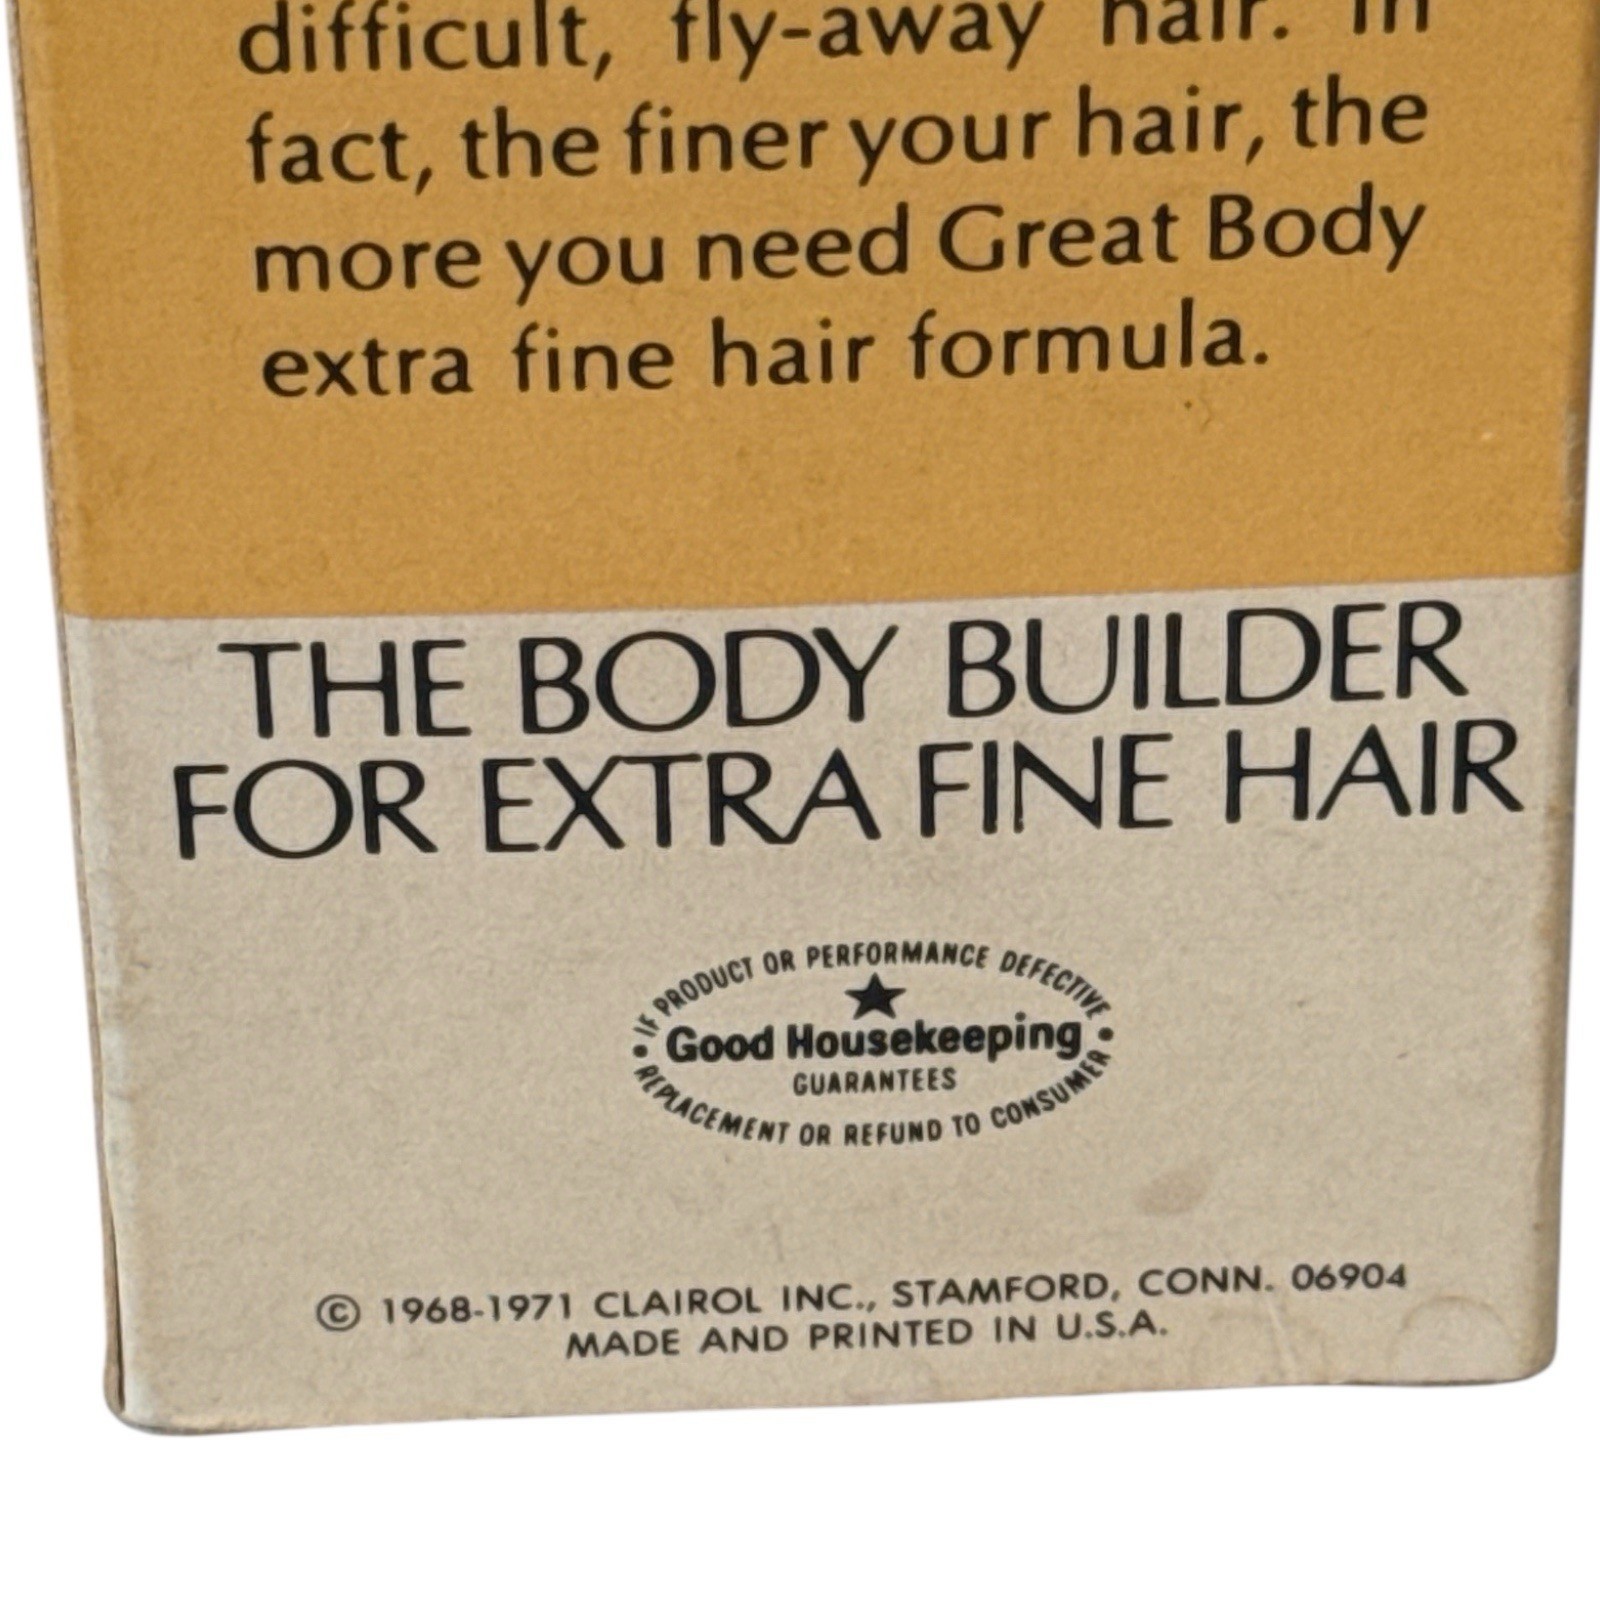 difficult, fly-away hair. In
fact, the finer your hair, the
more you need Great Body
extra fine hair formula.
THE BODY BUILDER
FOR EXTRA FINE HAIR
• IF PRODUCT OR PERFORMANCE DEFECTIVE •
★
Good Housekeeping
GUARANTEES
REPLACEMENT OR REFUND TO CONSUMER
© 1968-1971 CLAIROL INC., STAMFORD, CONN. 06904
MADE AND PRINTED IN U.S.A.